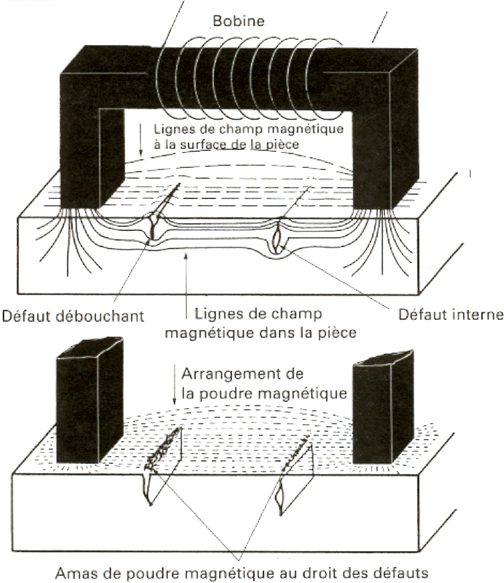 Bobine
Lignes de champ magnétique
à la surface de la pièce
Défaut débouchant
Lignes de champ
magnétique dans la pièce
Défaut interne
Arrangement de
la poudre magnétique
Amas de poudre magnétique au droit des défauts